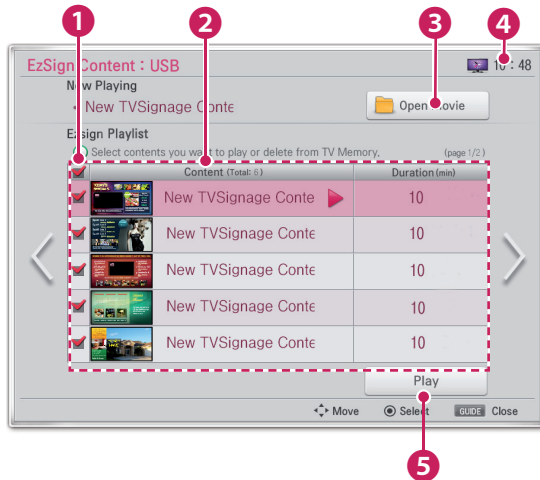 1 2 3 4
EzSign Content : USB 10 : 48
Now Playing
• New TVSignage Conte Open Movie
Ezsign Playlist
Select contents you want to play or delete from TV Memory, (page 1/2)
Content (Total: 6) Duration (min)
New TVSignage Conte 10
New TVSignage Conte 10
New TVSignage Conte 10
New TVSignage Conte 10
New TVSignage Conte 10
Play
Move Select GUIDE Close
5